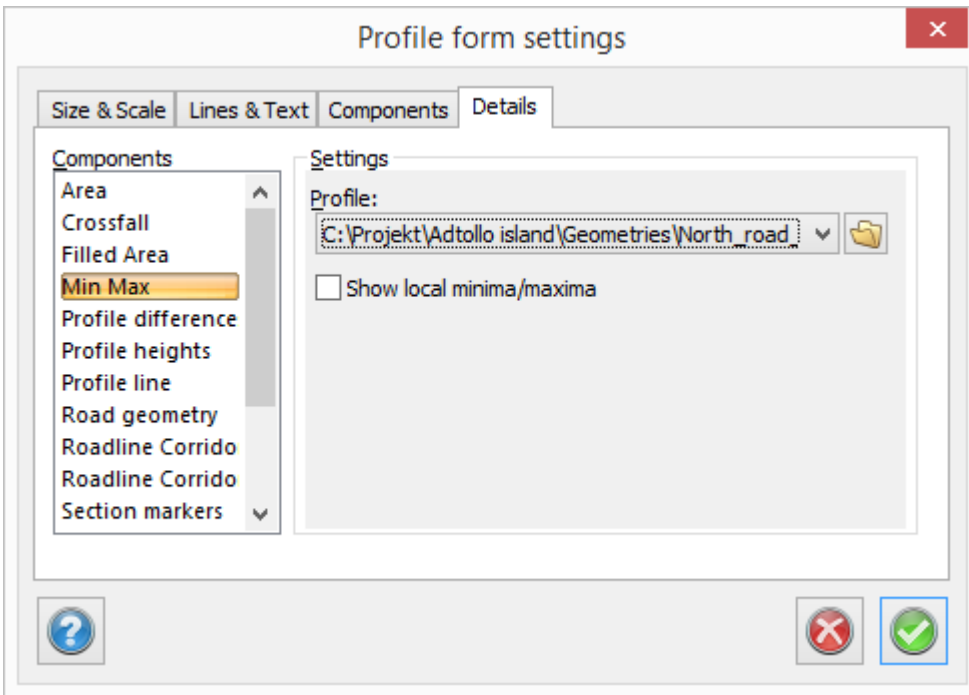 Profile form settings
Size & Scale
Lines & Text
Components
Details
Components
Area
Crossfall
Filled Area
Min Max
Profile difference
Profile heights
Profile line
Road geometry
Roadline Corrido
Roadline Corrido
Section markers
Settings
Profile:
C:\Projekt\Adtollo island\Geometries\North_road_
Show local minima/maxima